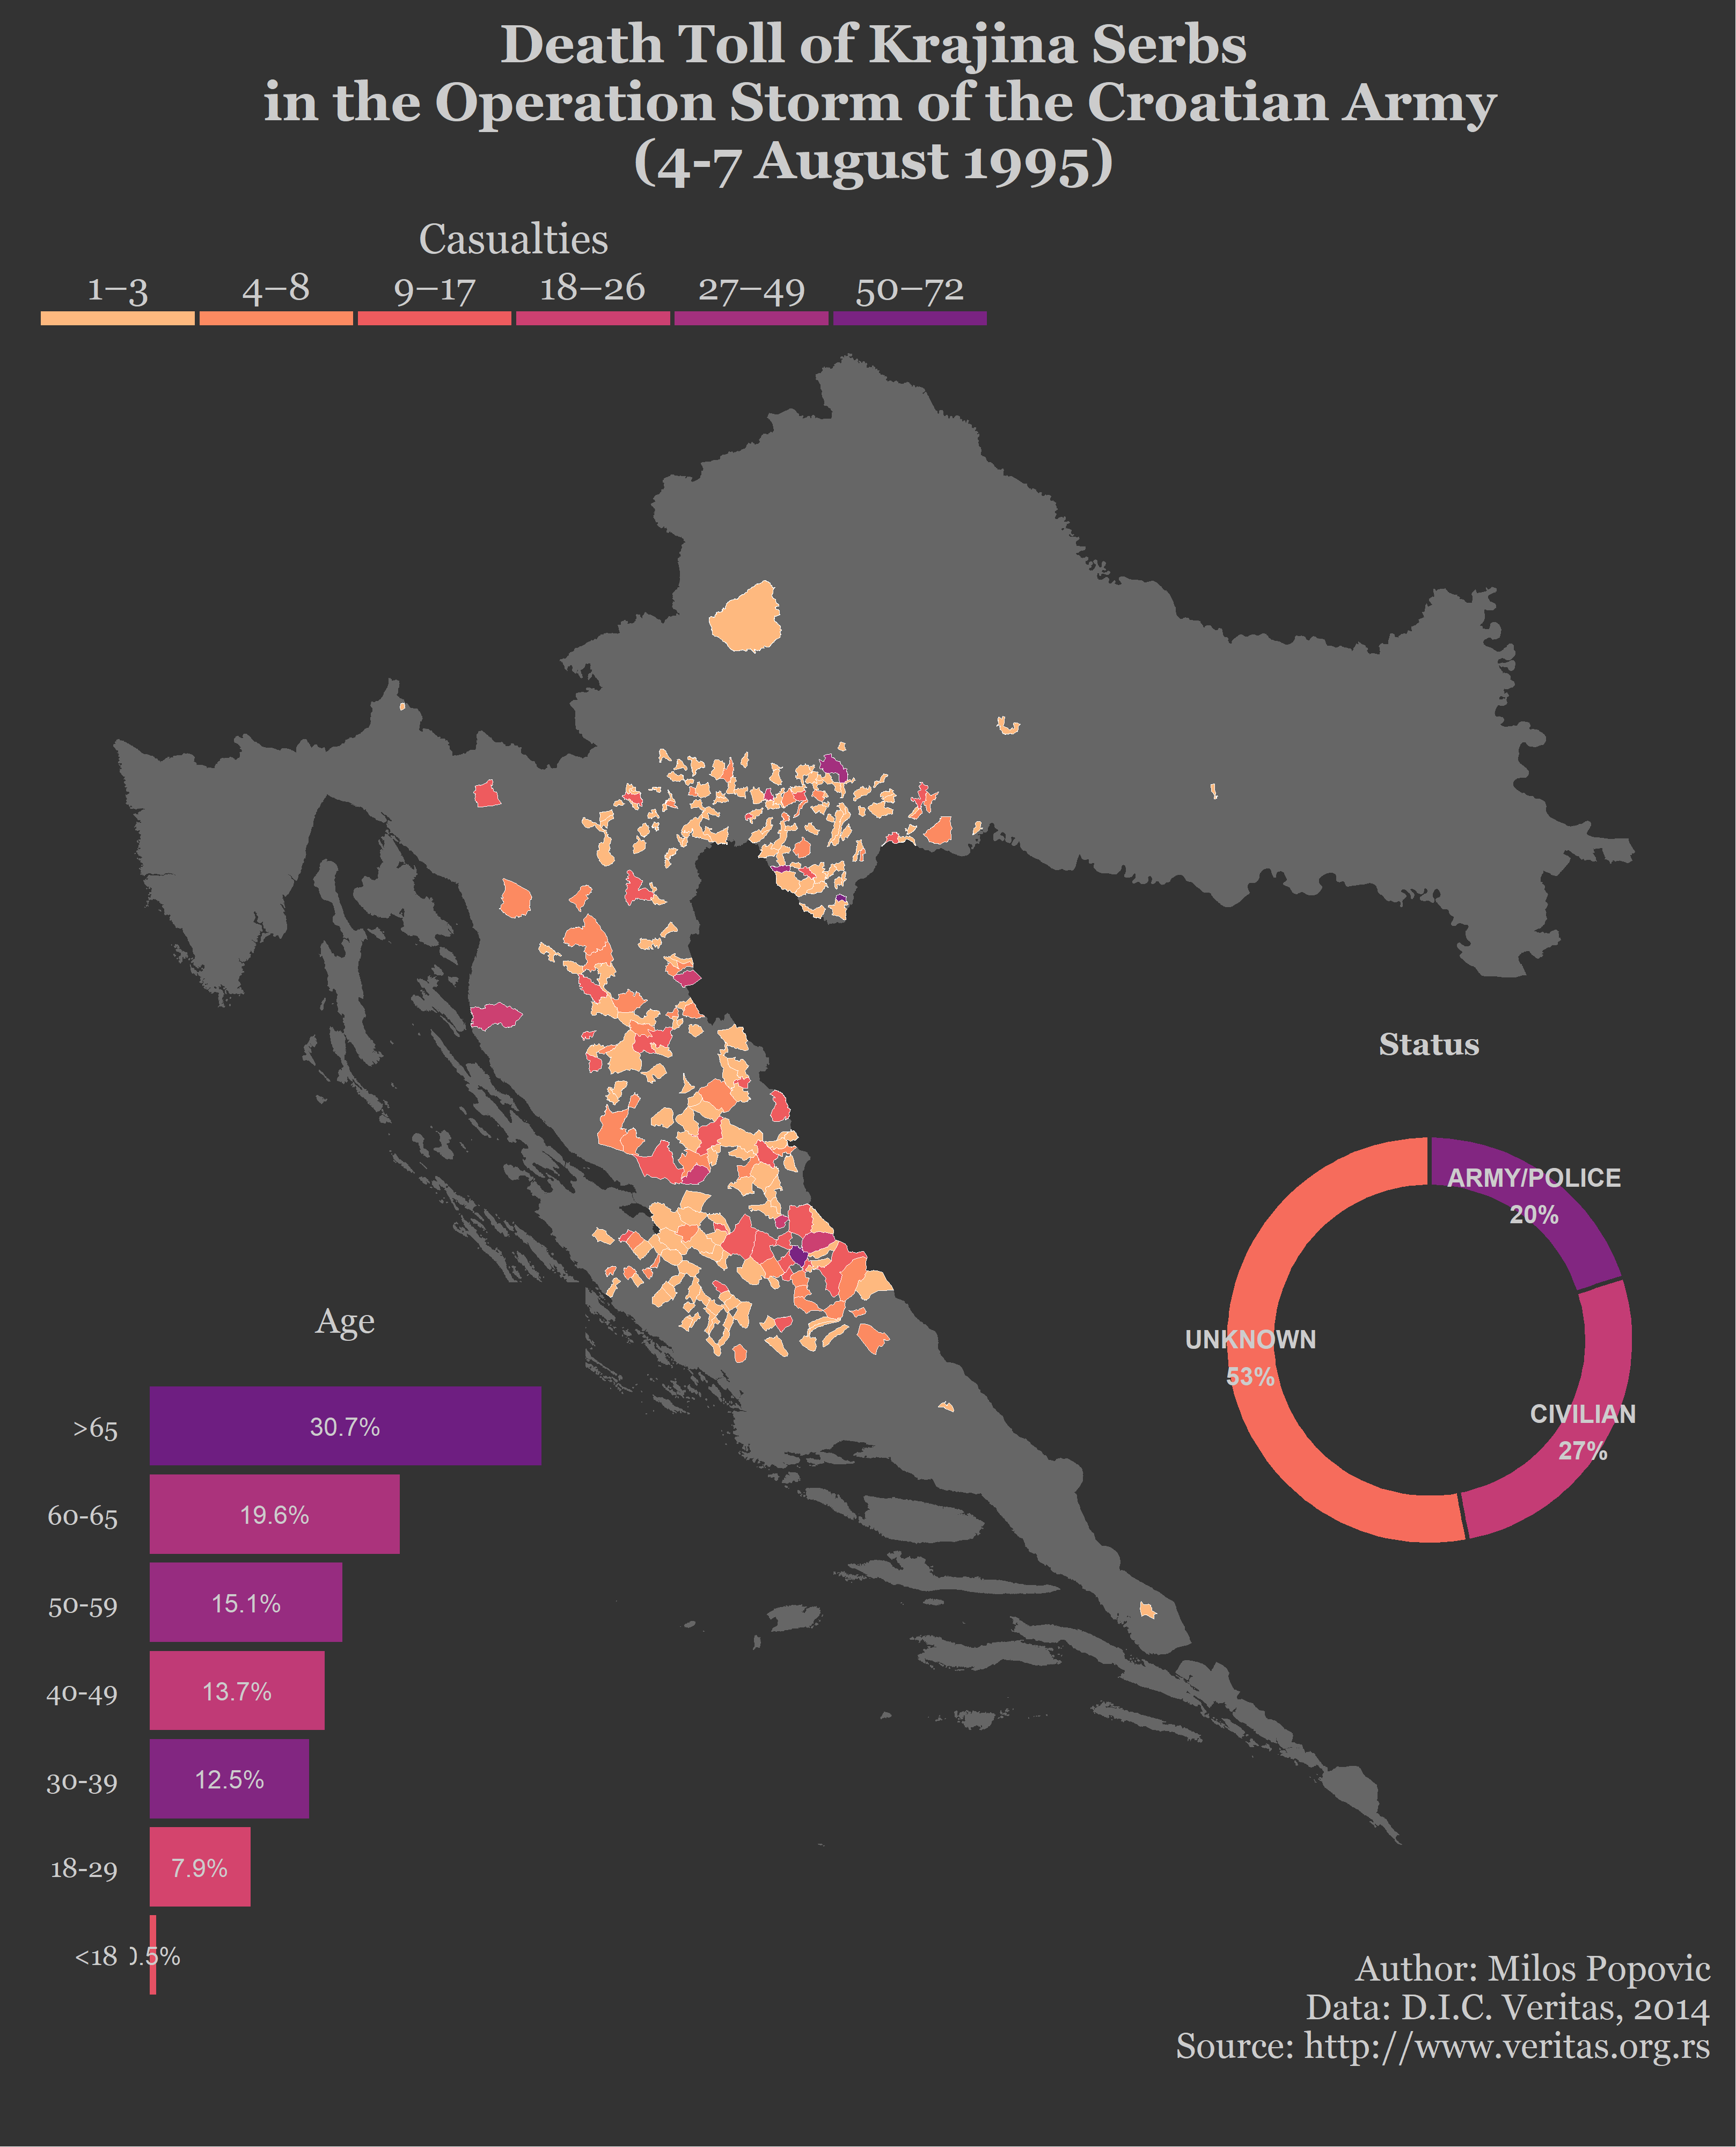 Death Toll of Krajina Serbs
in the Operation Storm of the Croatian Army
(4-7 August 1995)
Casualties
1–3 4–8 9–17 18–26 27–49 50–72
Status
ARMY/POLICE
20%
UNKNOWN
53%
CIVILIAN
27%
Age
>65 30.7%
60-65 19.6%
50-59 15.1%
40-49 13.7%
30-39 12.5%
18-29 7.9%
<18 0.5%
Author: Milos Popovic
Data: D.I.C. Veritas, 2014
Source: http://www.veritas.org.rs